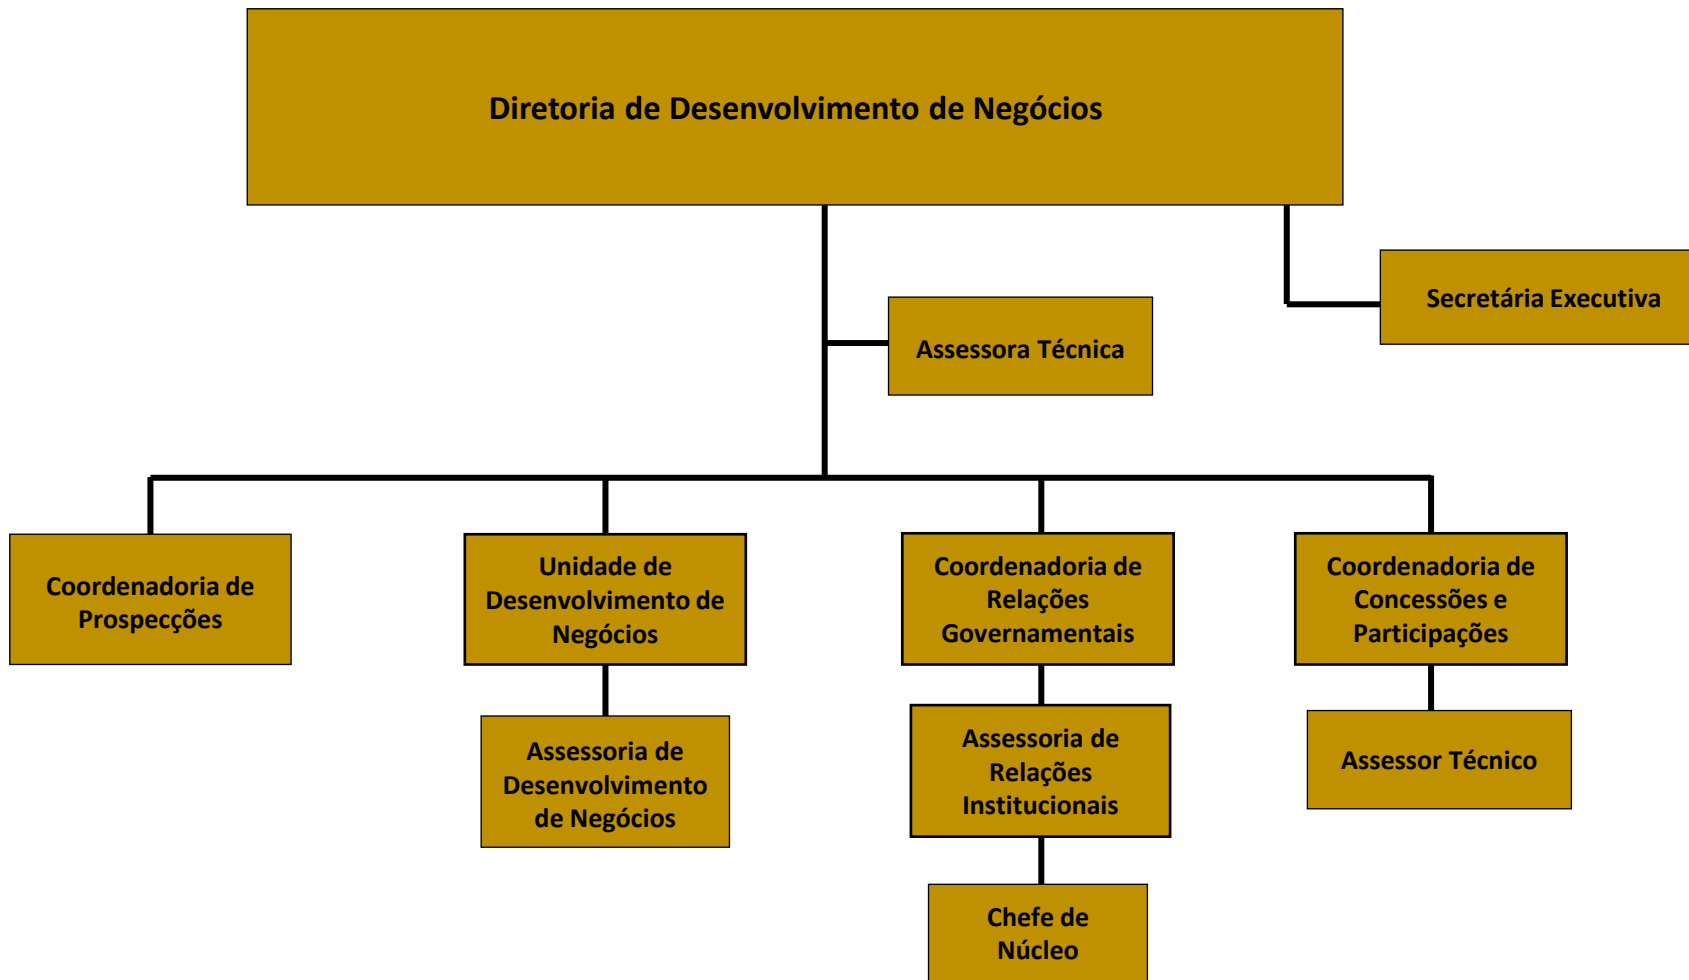 Diretoria de Desenvolvimento de Negócios
Secretária Executiva
Assessora Técnica
Coordenadoria de
Prospecções
Unidade de
Desenvolvimento de
Negócios
Coordenadoria de
Relações
Governamentais
Coordenadoria de
Concessões e
Participações
Assessoria de
Desenvolvimento
de Negócios
Assessoria de
Relações
Institucionais
Assessor Técnico
Chefe de
Núcleo